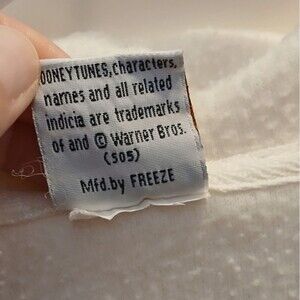 OONEYTUNES, characters,
names and all related
indicia are trademarks
of and © Warner Bros.
(S05)
Mfd.by FREEZE